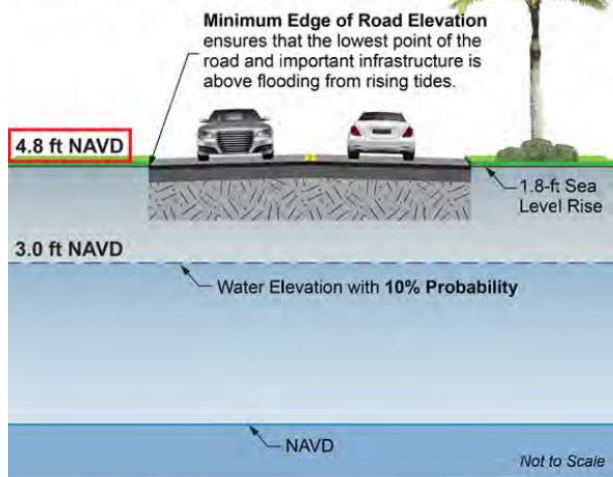 Minimum Edge of Road Elevation
ensures that the lowest point of the
road and important infrastructure is
above flooding from rising tides.
4.8 ft NAVD
1.8-ft Sea
Level Rise
3.0 ft NAVD
Water Elevation with 10% Probability
NAVD
Not to Scale